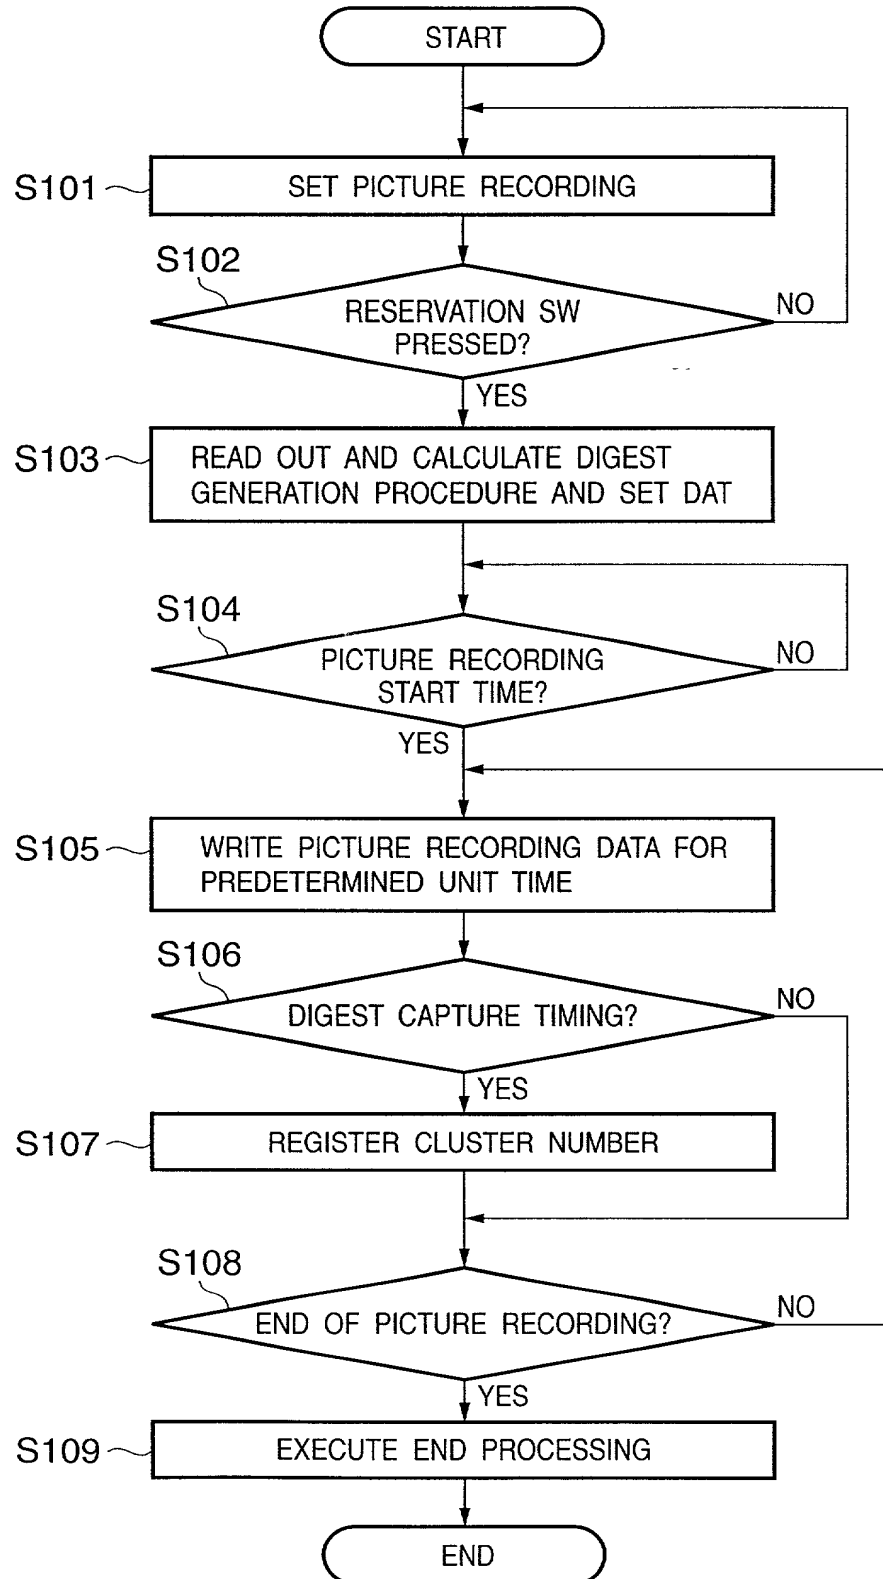 START
S101
SET PICTURE RECORDING
S102
RESERVATION SW
PRESSED?
NO
YES
S103
READ OUT AND CALCULATE DIGEST
GENERATION PROCEDURE AND SET DAT
S104
PICTURE RECORDING
START TIME?
NO
YES
S105
WRITE PICTURE RECORDING DATA FOR
PREDETERMINED UNIT TIME
S106
DIGEST CAPTURE TIMING?
NO
YES
S107
REGISTER CLUSTER NUMBER
S108
END OF PICTURE RECORDING?
NO
YES
S109
EXECUTE END PROCESSING
END